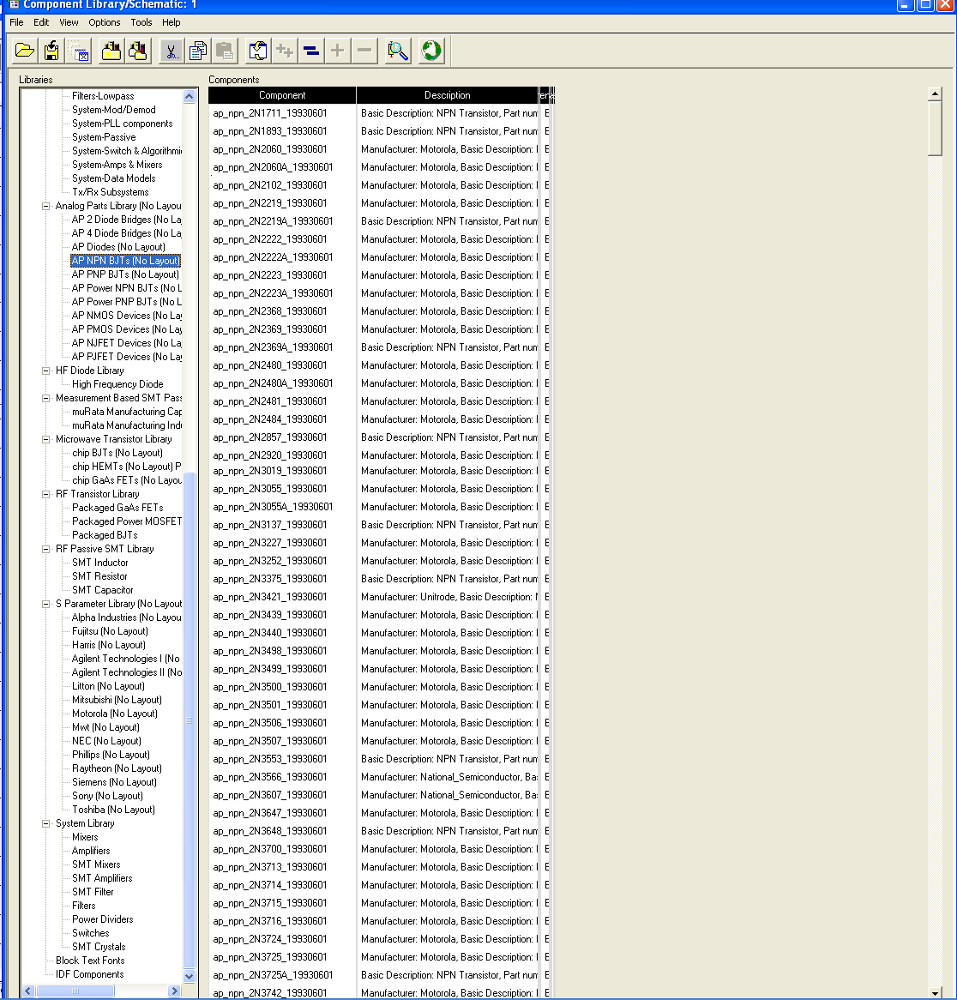 Component Library/Schematic: 1
File Edit View Options Tools Help
Libraries
Filters-Lowpass
System-Mod/Demod
System-PLL components
System-Passive
System-Switch & Algorithmi
System-Amps & Mixers
System-Data Models
Tx/Rx Subsystems
Analog Parts Library (No Layou
AP 2 Diode Bridges (No La
AP 4 Diode Bridges (No La
AP Diodes (No Layout)
AP NPN BJTs (No Layout)
AP PNP BJTs (No Layout)
AP Power NPN BJTs (No L
AP Power PNP BJTs (No L
AP NMOS Devices (No Lay
AP PMOS Devices (No Lay
AP NJFET Devices (No La
AP PJFET Devices (No Lay
HF Diode Library
High Frequency Diode
Measurement Based SMT Pass
muRata Manufacturing Cap
muRata Manufacturing Indu
Microwave Transistor Library
chip BJTs (No Layout)
chip HEMTs (No Layout) P
chip GaAs FETs (No Layou
RF Transistor Library
Packaged GaAs FETs
Packaged Power MOSFET
Packaged BJTs
RF Passive SMT Library
SMT Inductor
SMT Resistor
SMT Capacitor
S Parameter Library (No Layout
Alpha Industries (No Layou
Fujitsu (No Layout)
Harris (No Layout)
Agilent Technologies I (No
Agilent Technologies II (No
Litton (No Layout)
Mitsubishi (No Layout)
Motorola (No Layout)
Mwt (No Layout)
NEC (No Layout)
Phillips (No Layout)
Raytheon (No Layout)
Siemens (No Layout)
Sony (No Layout)
Toshiba (No Layout)
System Library
Mixers
Amplifiers
SMT Mixers
SMT Amplifiers
SMT Filter
Filters
Power Dividers
Switches
SMT Crystals
Block Text Fonts
IDF Components
Components
Component Description
ap_npn_2N1711_19930601 Basic Description: NPN Transistor, Part num E
ap_npn_2N1893_19930601 Basic Description: NPN Transistor, Part num E
ap_npn_2N2060_19930601 Manufacturer: Motorola, Basic Description: E
ap_npn_2N2060A_19930601 Manufacturer: Motorola, Basic Description: E
ap_npn_2N2102_19930601 Manufacturer: Motorola, Basic Description: E
ap_npn_2N2219_19930601 Manufacturer: Motorola, Basic Description: E
ap_npn_2N2219A_19930601 Basic Description: NPN Transistor, Part num E
ap_npn_2N2222_19930601 Manufacturer: Motorola, Basic Description: E
ap_npn_2N2222A_19930601 Manufacturer: Motorola, Basic Description: E
ap_npn_2N2223_19930601 Manufacturer: Motorola, Basic Description: E
ap_npn_2N2223A_19930601 Manufacturer: Motorola, Basic Description: E
ap_npn_2N2368_19930601 Manufacturer: Motorola, Basic Description: E
ap_npn_2N2369_19930601 Manufacturer: Motorola, Basic Description: E
ap_npn_2N2369A_19930601 Basic Description: NPN Transistor, Part num E
ap_npn_2N2480_19930601 Manufacturer: Motorola, Basic Description: E
ap_npn_2N2480A_19930601 Manufacturer: Motorola, Basic Description: E
ap_npn_2N2481_19930601 Manufacturer: Motorola, Basic Description: E
ap_npn_2N2484_19930601 Manufacturer: Motorola, Basic Description: E
ap_npn_2N2857_19930601 Basic Description: NPN Transistor, Part num E
ap_npn_2N2920_19930601 Manufacturer: Motorola, Basic Description: E
ap_npn_2N3019_19930601 Manufacturer: Motorola, Basic Description: E
ap_npn_2N3055_19930601 Manufacturer: Motorola, Basic Description: E
ap_npn_2N3055A_19930601 Manufacturer: Motorola, Basic Description: E
ap_npn_2N3137_19930601 Basic Description: NPN Transistor, Part num E
ap_npn_2N3227_19930601 Manufacturer: Motorola, Basic Description: E
ap_npn_2N3252_19930601 Manufacturer: Motorola, Basic Description: E
ap_npn_2N3375_19930601 Basic Description: NPN Transistor, Part num E
ap_npn_2N3421_19930601 Manufacturer: Unitrode, Basic Description: E
ap_npn_2N3439_19930601 Manufacturer: Motorola, Basic Description: E
ap_npn_2N3440_19930601 Manufacturer: Motorola, Basic Description: E
ap_npn_2N3498_19930601 Manufacturer: Motorola, Basic Description: E
ap_npn_2N3499_19930601 Manufacturer: Motorola, Basic Description: E
ap_npn_2N3500_19930601 Manufacturer: Motorola, Basic Description: E
ap_npn_2N3501_19930601 Manufacturer: Motorola, Basic Description: E
ap_npn_2N3506_19930601 Manufacturer: Motorola, Basic Description: E
ap_npn_2N3507_19930601 Manufacturer: Motorola, Basic Description: E
ap_npn_2N3553_19930601 Basic Description: NPN Transistor, Part num E
ap_npn_2N3566_19930601 Manufacturer: National_Semiconductor, Ba: E
ap_npn_2N3607_19930601 Manufacturer: National_Semiconductor, Ba: E
ap_npn_2N3647_19930601 Manufacturer: Motorola, Basic Description: E
ap_npn_2N3648_19930601 Basic Description: NPN Transistor, Part num E
ap_npn_2N3700_19930601 Manufacturer: Motorola, Basic Description: E
ap_npn_2N3713_19930601 Manufacturer: Motorola, Basic Description: E
ap_npn_2N3714_19930601 Manufacturer: Motorola, Basic Description: E
ap_npn_2N3715_19930601 Manufacturer: Motorola, Basic Description: E
ap_npn_2N3716_19930601 Manufacturer: Motorola, Basic Description: E
ap_npn_2N3724_19930601 Manufacturer: Motorola, Basic Description: E
ap_npn_2N3725_19930601 Manufacturer: Motorola, Basic Description: E
ap_npn_2N3725A_19930601 Basic Description: NPN Transistor, Part num E
ap_npn_2N3742_19930601 Manufacturer: Motorola, Basic Description: E